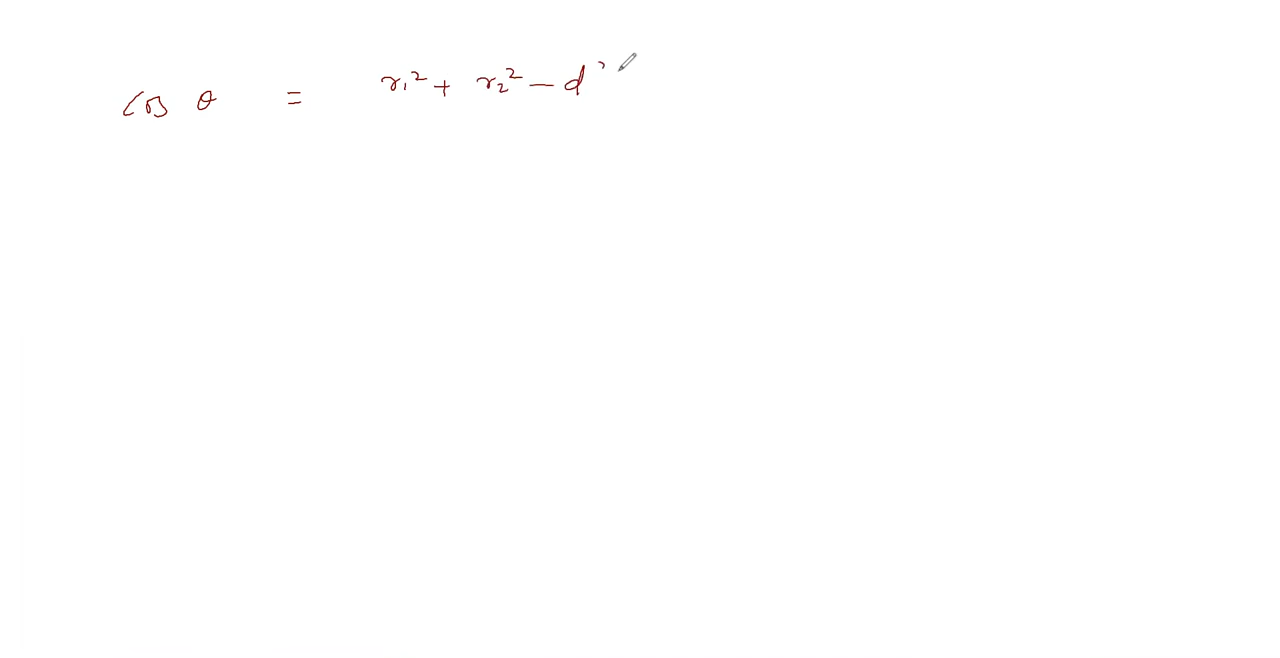 cos θ = r₁² + r₂² - d²